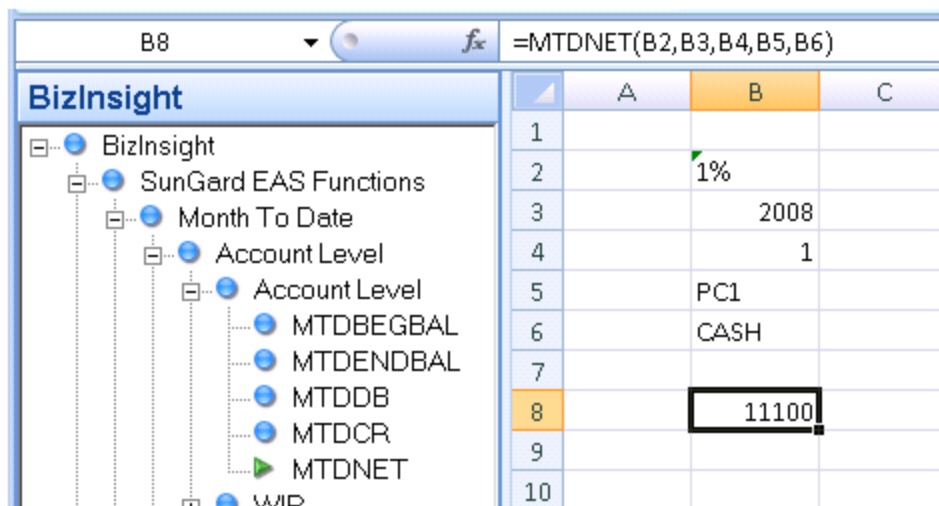 B8 fx =MTDNET(B2,B3,B4,B5,B6)
BizInsight
BizInsight
SunGard EAS Functions
Month To Date
Account Level
Account Level
MTDBEGBAL
MTDENDBAL
MTDDB
MTDCR
MTDNET
WIP
A B C
1
2 1%
3 2008
4 1
5 PC1
6 CASH
7
8 11100
9
10